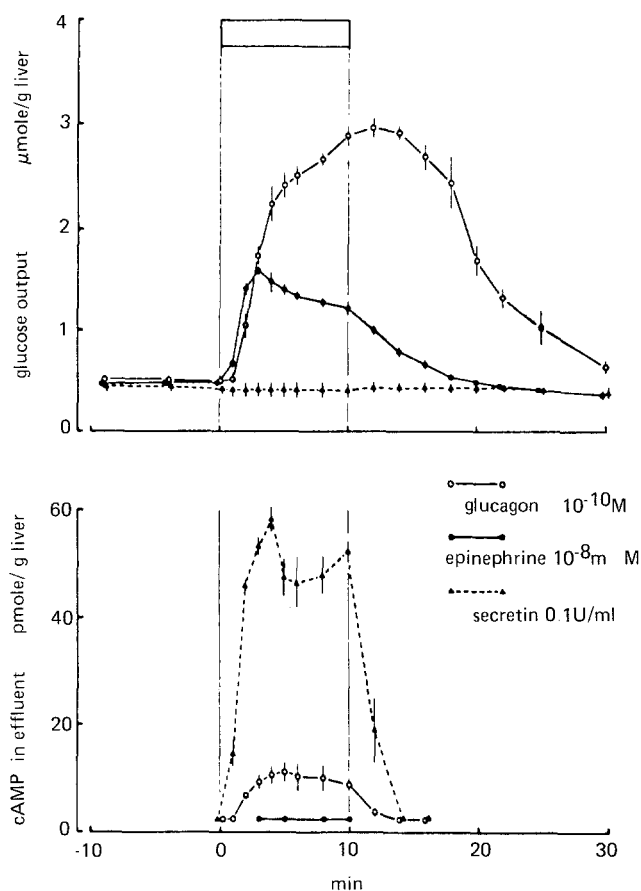 4
3
2
1
0
glucose output µmole/g liver
60
40
20
0
cAMP in effluent pmole/g liver
glucagon 10-10M
epinephrine 10-8m M
secretin 0.1U/ml
-10 0 10 20 30
min